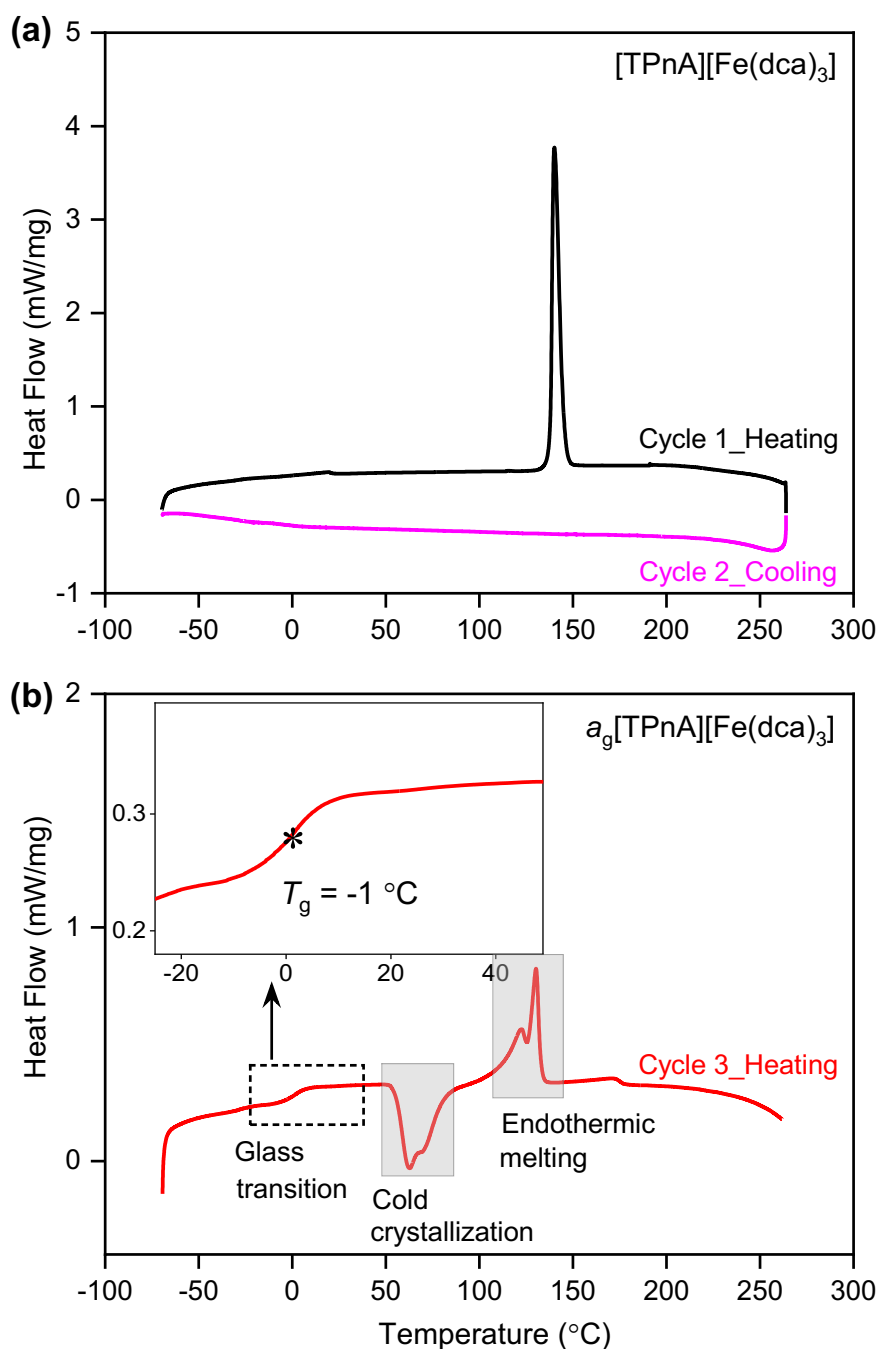 (a)
[TPnA][Fe(dca)₃]
5
4
3
2
1
0
-1
Heat Flow (mW/mg)
Cycle 1_Heating
Cycle 2_Cooling
-100 -50 0 50 100 150 200 250 300
(b)
a_g[TPnA][Fe(dca)₃]
2
1
0
Heat Flow (mW/mg)
0.3
0.2
T_g = -1 °C
-20 0 20 40
Cycle 3_Heating
Glass
transition
Cold
crystallization
Endothermic
melting
-100 -50 0 50 100 150 200 250 300
Temperature (°C)